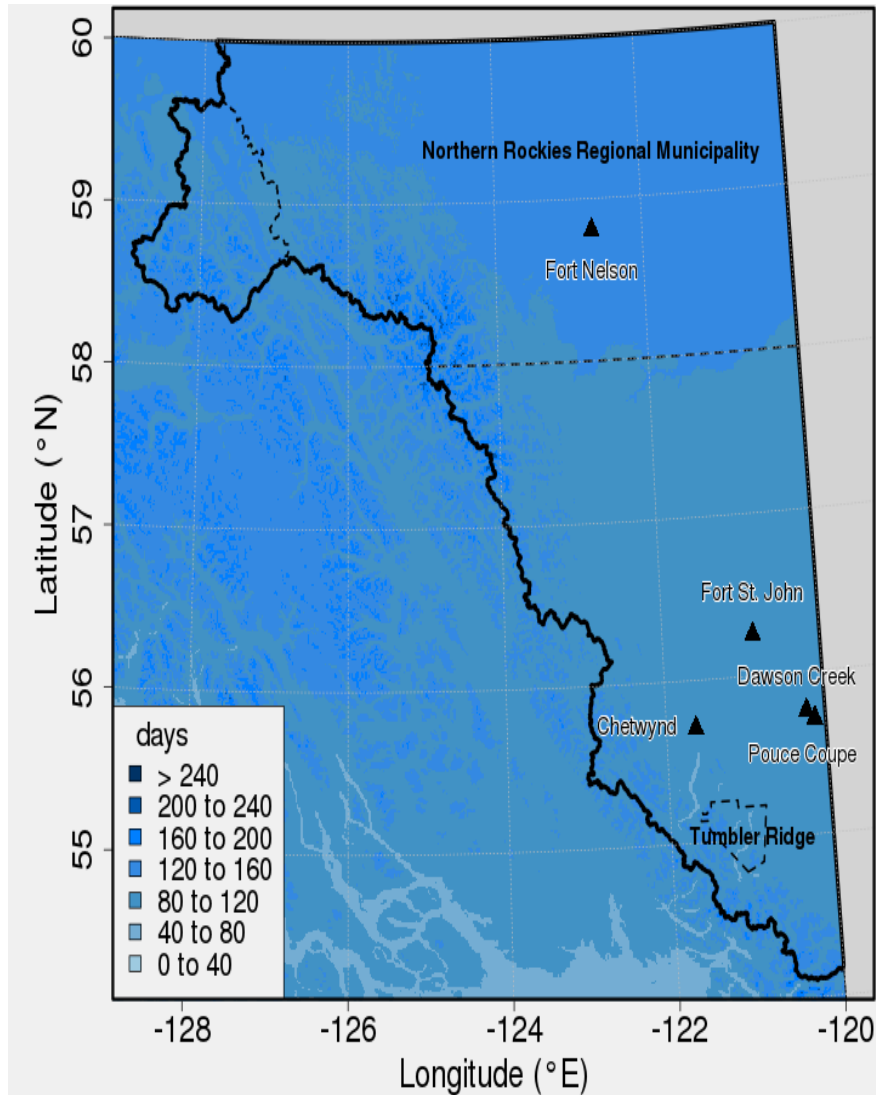 60
59
58
57
56
55
Latitude (°N)
Northern Rockies Regional Municipality
Fort Nelson
Fort St. John
Dawson Creek
Chetwynd
Pouce Coupe
Tumbler Ridge
days
> 240
200 to 240
160 to 200
120 to 160
80 to 120
40 to 80
0 to 40
-128
-126
-124
-122
-120
Longitude (°E)